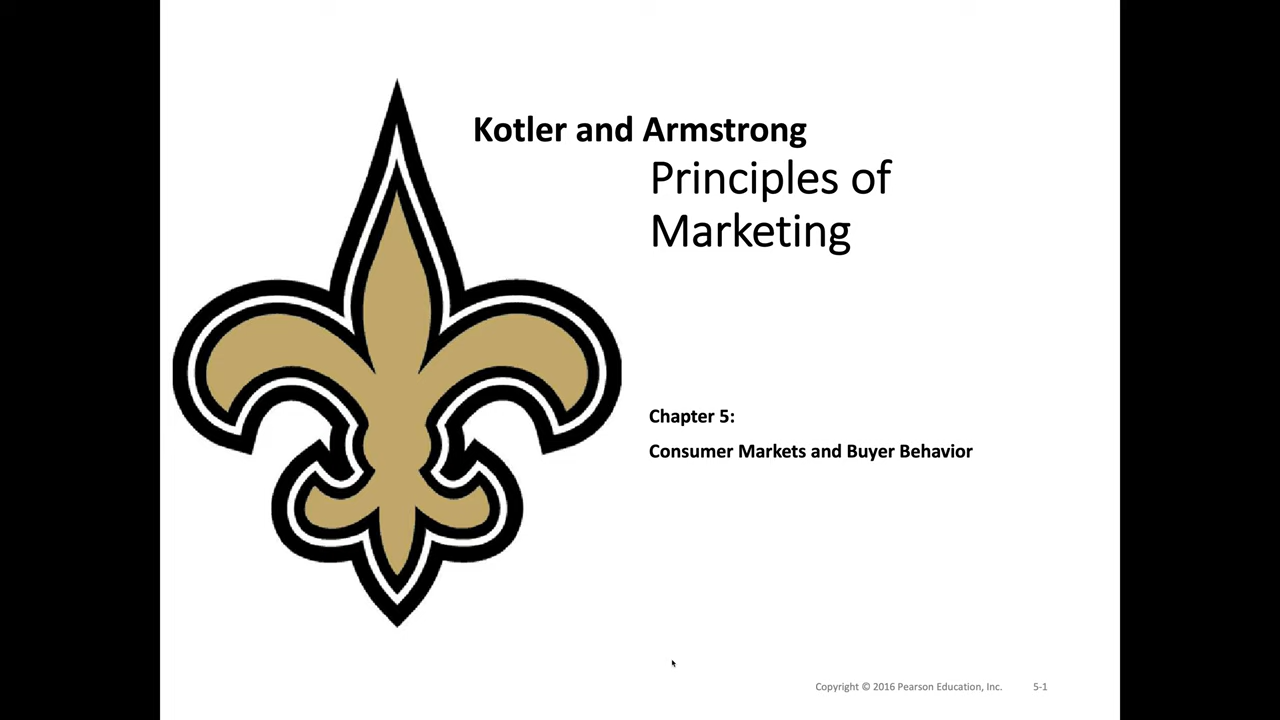 Kotler and Armstrong
Principles of
Marketing
Chapter 5:
Consumer Markets and Buyer Behavior
Copyright © 2016 Pearson Education, Inc. 5-1